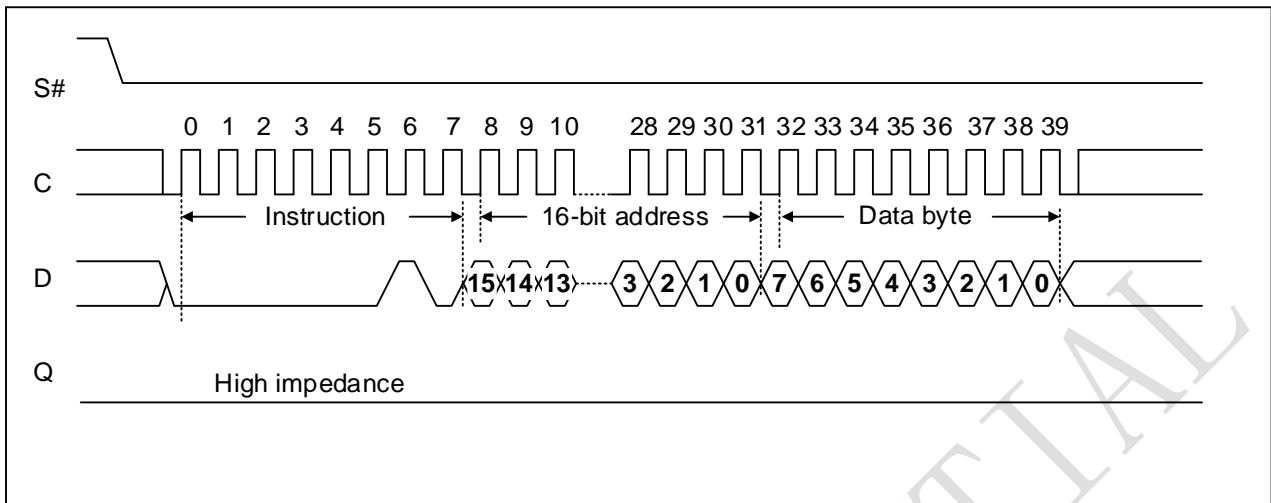 S#
0 1 2 3 4 5 6 7 8 9 10 28 29 30 31 32 33 34 35 36 37 38 39
C
Instruction 16-bit address Data byte
D
15 14 13 3 2 1 0 7 6 5 4 3 2 1 0
Q
High impedance
TIAL